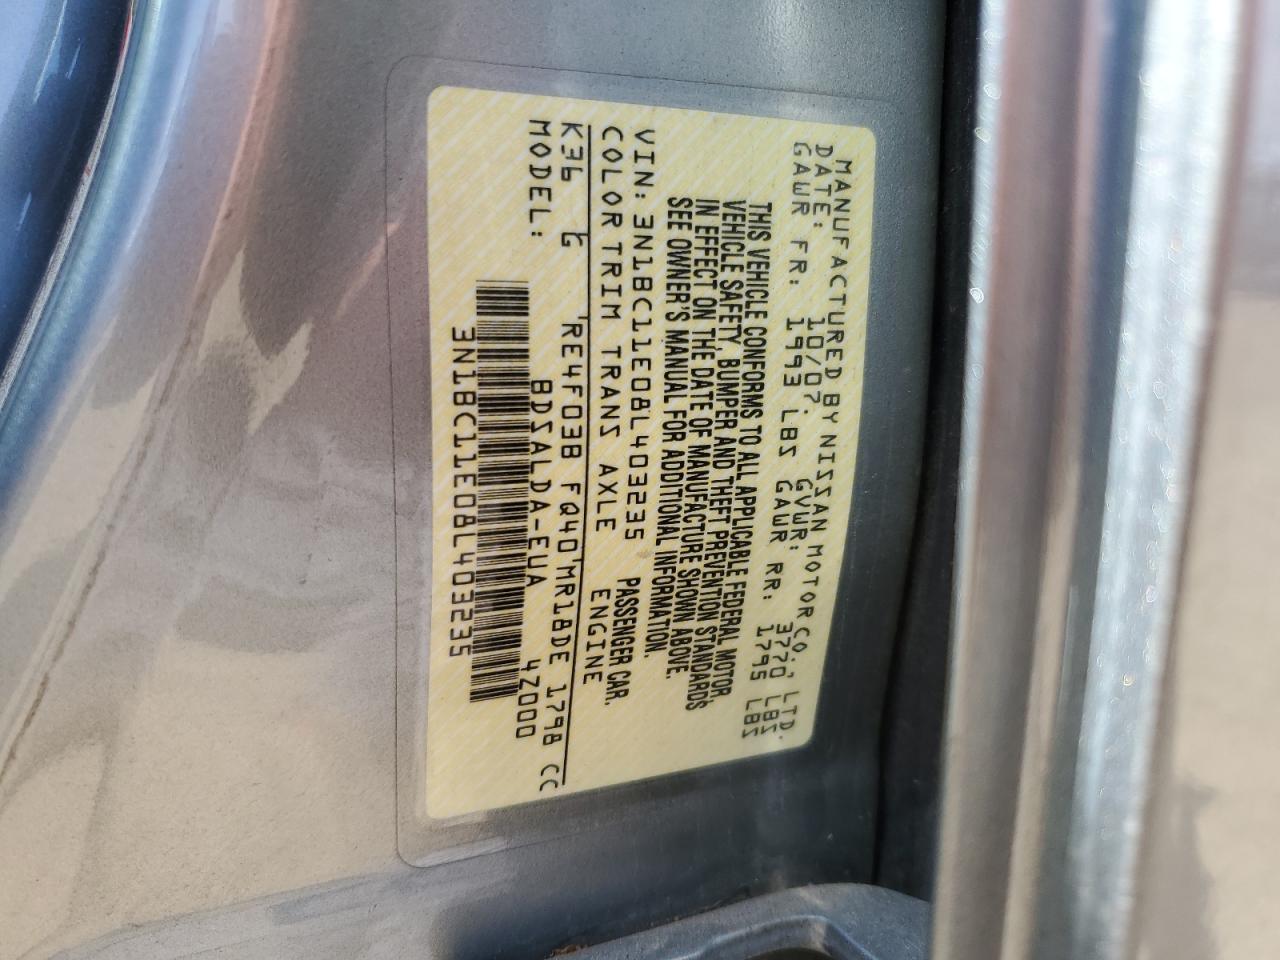 MANUFACTURED BY NISSAN MOTOR CO., LTD.
DATE: 10/07. GVWR: 3770 LBS
GAWR FR: 1993 LBS GAWR RR: 1795 LBS
THIS VEHICLE CONFORMS TO ALL APPLICABLE FEDERAL MOTOR
VEHICLE SAFETY, BUMPER AND THEFT PREVENTION STANDARDS
IN EFFECT ON THE DATE OF MANUFACTURE SHOWN ABOVE.
SEE OWNER'S MANUAL FOR ADDITIONAL INFORMATION.
VIN: 3N1BC11E08L403235 PASSENGER CAR.
COLOR TRIM TRANS AXLE ENGINE
K36 G RE4F03B FQ40 MR18DE 1798 CC
MODEL: BDSALDA-EUA 4Z000
3N1BC11E08L403235